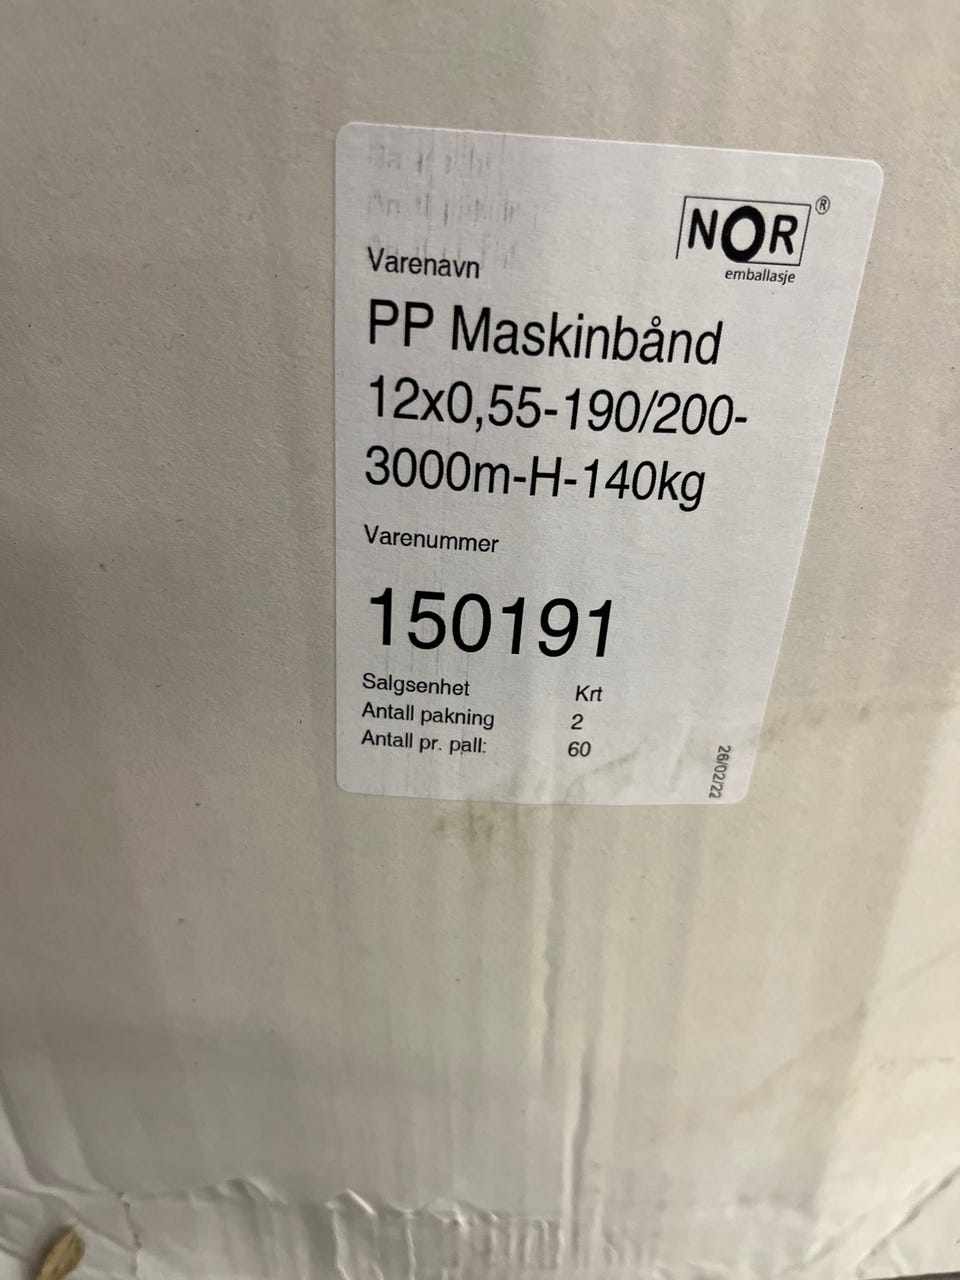 NOR®
emballasje
Varenavn
PP Maskinbånd
12x0,55-190/200-
3000m-H-140kg
Varenummer
150191
Salgsenhet Krt
Antall pakning 2
Antall pr. pall: 60
26/02/22